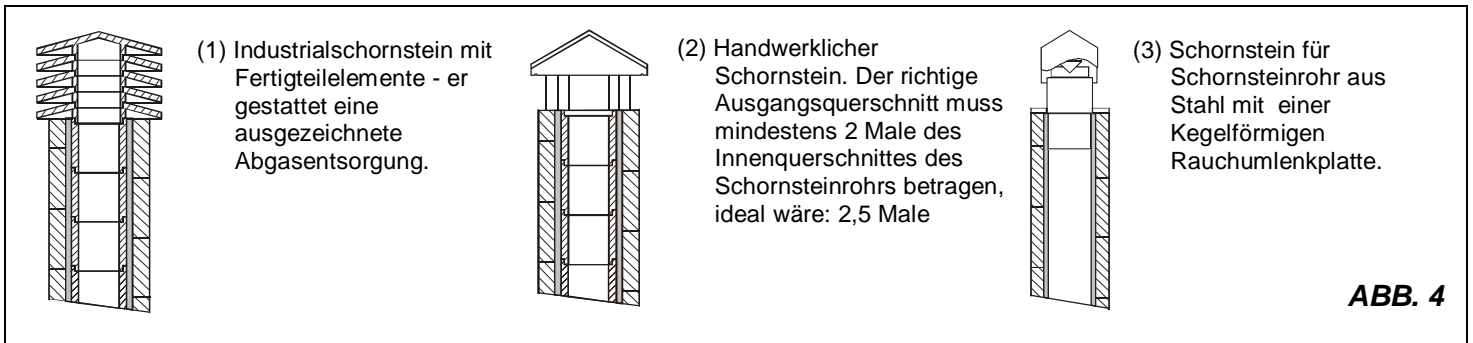 (1) Industrialschornstein mit
Fertigteilelemente - er
gestattet eine
ausgezeichnete
Abgasentsorgung.
(2) Handwerklicher
Schornstein. Der richtige
Ausgangsquerschnitt muss
mindestens 2 Male des
Innenquerschnittes des
Schornsteinrohrs betragen,
ideal wäre: 2,5 Male
(3) Schornstein für
Schornsteinrohr aus
Stahl mit einer
Kegelförmigen
Rauchumlenkplatte.
ABB. 4